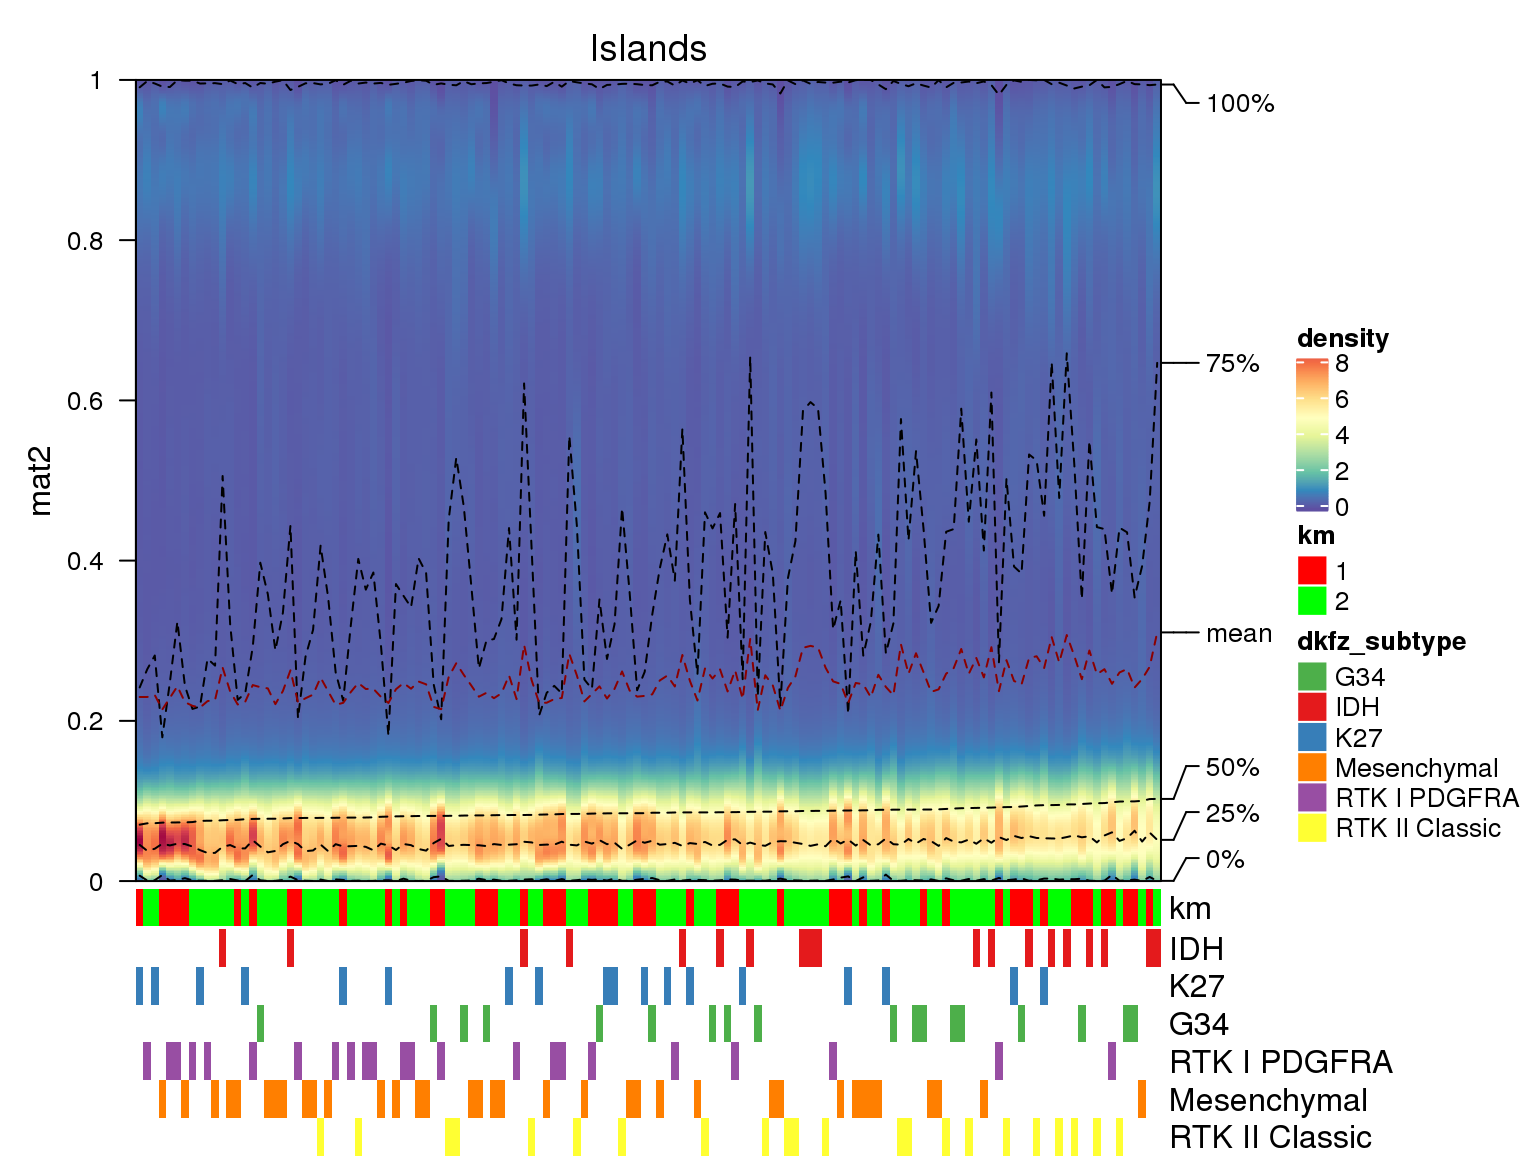 Islands
mat2
1
0.8
0.6
0.4
0.2
0
100%
75%
mean
50%
25%
0%
km
IDH
K27
G34
RTK I PDGFRA
Mesenchymal
RTK II Classic
density
8
6
4
2
0
km
1
2
dkfz_subtype
G34
IDH
K27
Mesenchymal
RTK I PDGFRA
RTK II Classic